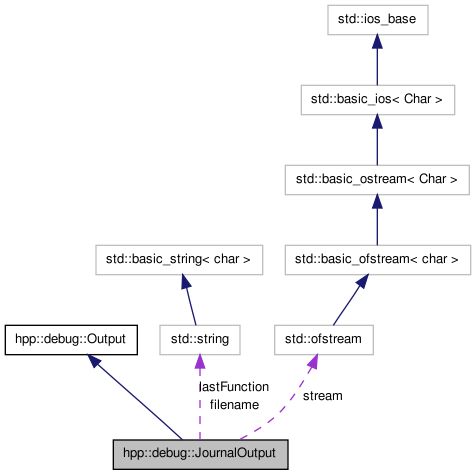 std::ios_base
std::basic_ios< Char >
std::basic_ostream< Char >
std::basic_string< char >
std::basic_ofstream< char >
hpp::debug::Output
std::string
std::ofstream
lastFunction
filename
stream
hpp::debug::JournalOutput